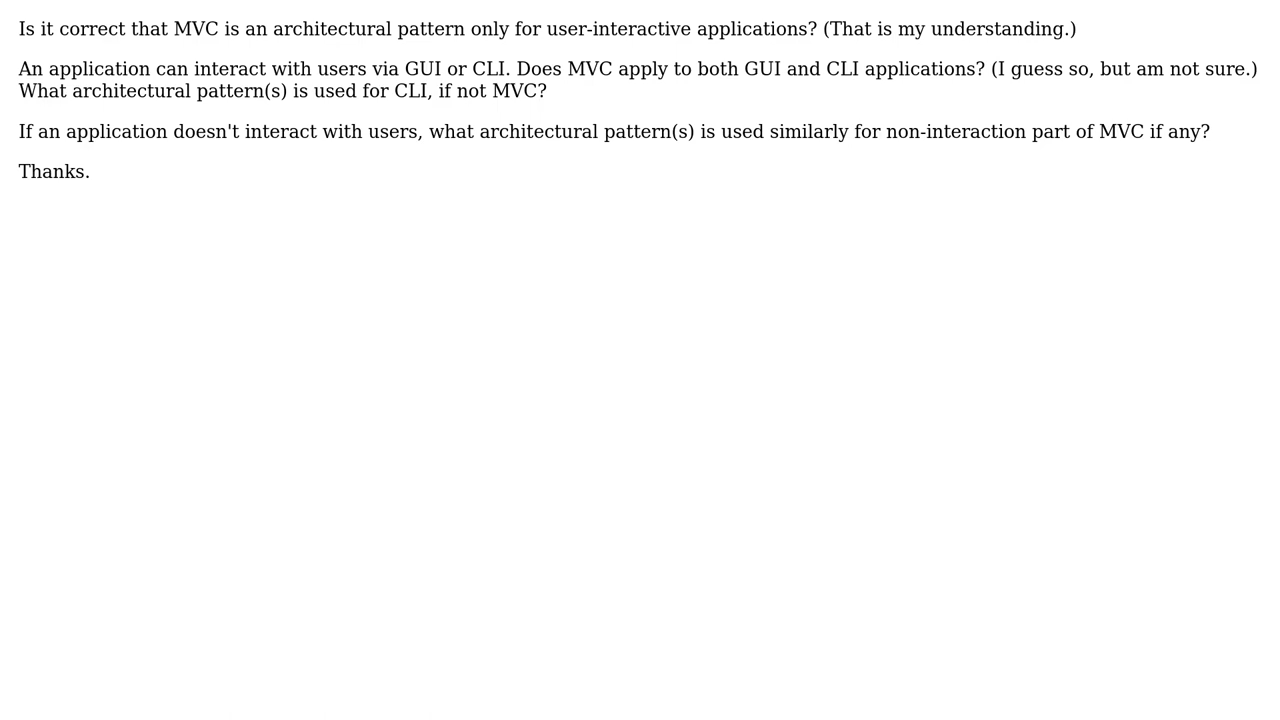 Is it correct that MVC is an architectural pattern only for user-interactive applications? (That is my understanding.)
An application can interact with users via GUI or CLI. Does MVC apply to both GUI and CLI applications? (I guess so, but am not sure.)
What architectural pattern(s) is used for CLI, if not MVC?
If an application doesn't interact with users, what architectural pattern(s) is used similarly for non-interaction part of MVC if any?
Thanks.